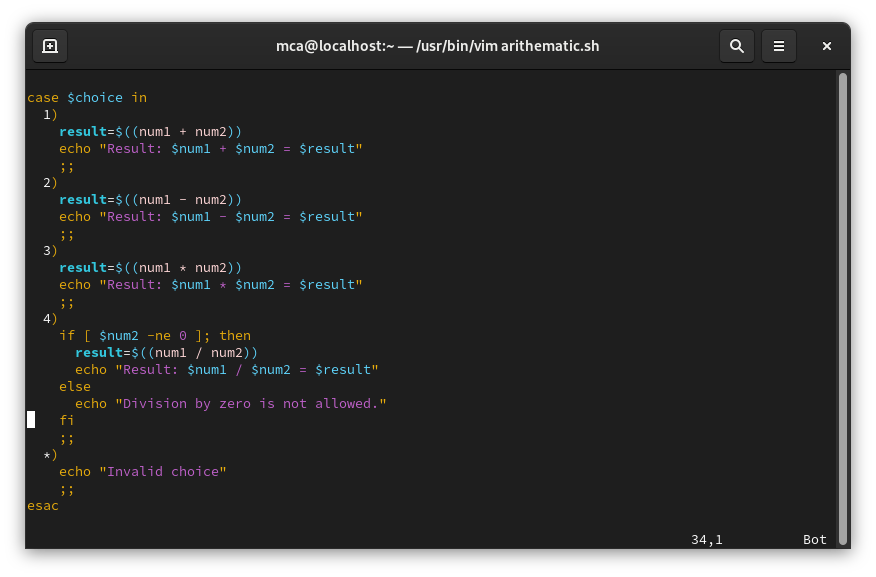 mca@localhost:~ — /usr/bin/vim arithematic.sh
case $choice in
  1)
    result=$((num1 + num2))
    echo "Result: $num1 + $num2 = $result"
    ;;
  2)
    result=$((num1 - num2))
    echo "Result: $num1 - $num2 = $result"
    ;;
  3)
    result=$((num1 * num2))
    echo "Result: $num1 * $num2 = $result"
    ;;
  4)
    if [ $num2 -ne 0 ]; then
      result=$((num1 / num2))
      echo "Result: $num1 / $num2 = $result"
    else
      echo "Division by zero is not allowed."
    fi
    ;;
  *)
    echo "Invalid choice"
    ;;
esac
34,1 Bot